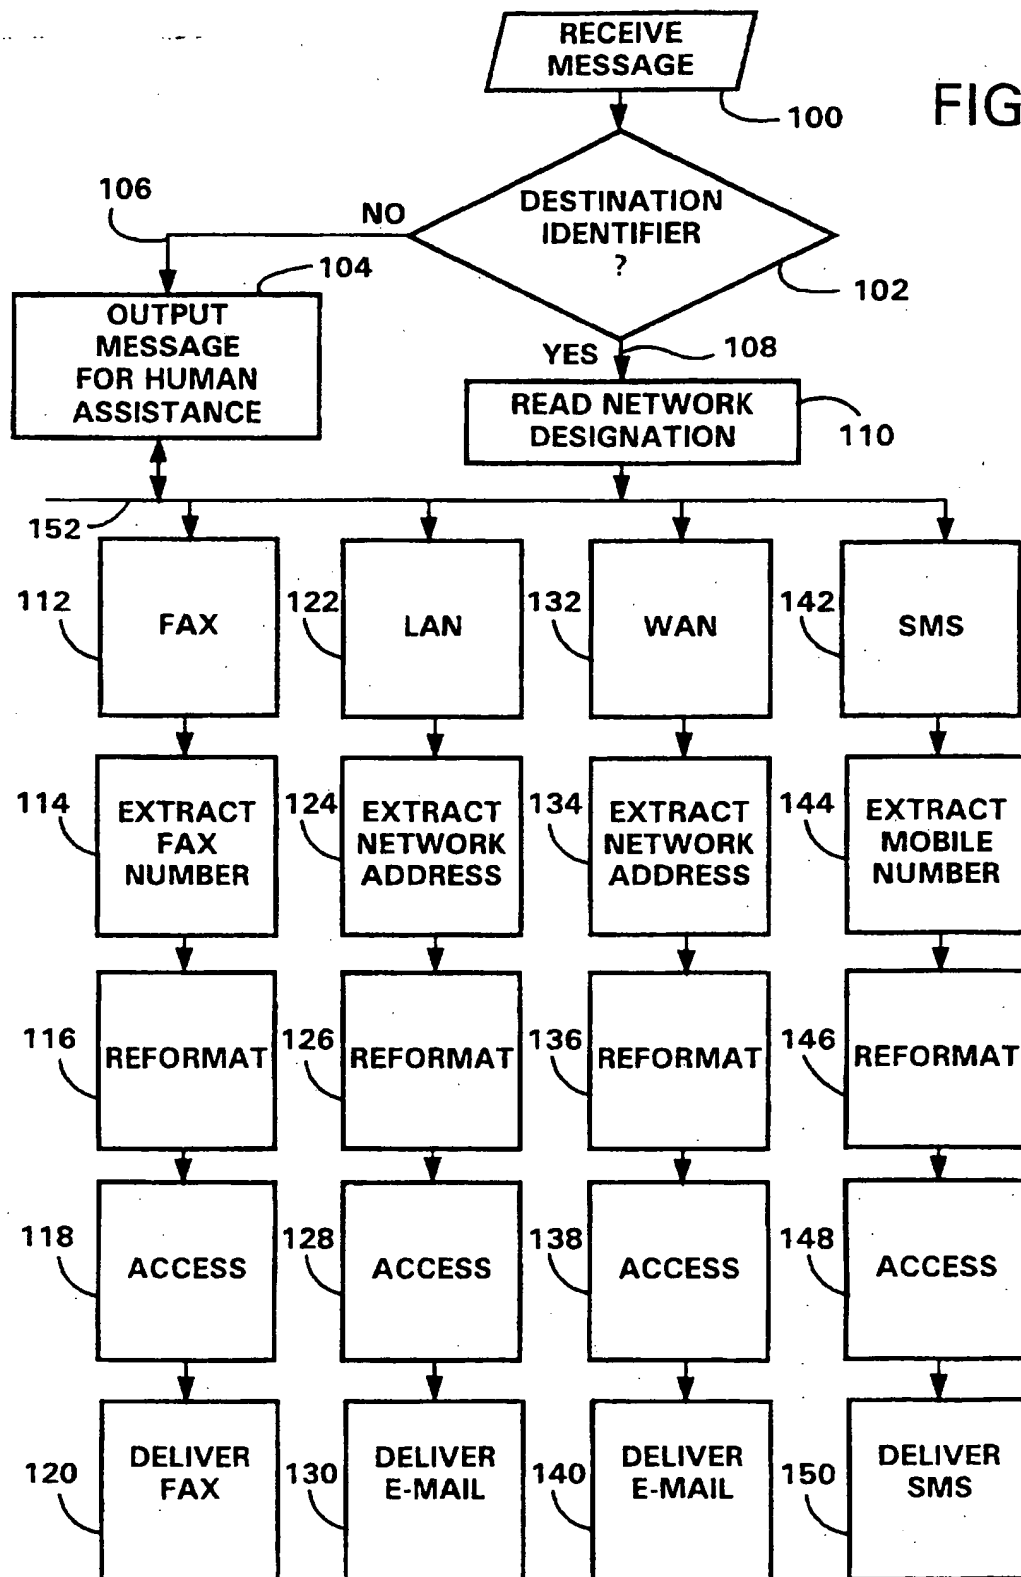 RECEIVE
MESSAGE
100
FIG
DESTINATION
IDENTIFIER
?
102
NO
106
104
OUTPUT
MESSAGE
FOR HUMAN
ASSISTANCE
YES
108
READ NETWORK
DESIGNATION
110
152
112
FAX
122
LAN
132
WAN
142
SMS
114
EXTRACT
FAX
NUMBER
124
EXTRACT
NETWORK
ADDRESS
134
EXTRACT
NETWORK
ADDRESS
144
EXTRACT
MOBILE
NUMBER
116
REFORMAT
126
REFORMAT
136
REFORMAT
146
REFORMAT
118
ACCESS
128
ACCESS
138
ACCESS
148
ACCESS
120
DELIVER
FAX
130
DELIVER
E-MAIL
140
DELIVER
E-MAIL
150
DELIVER
SMS